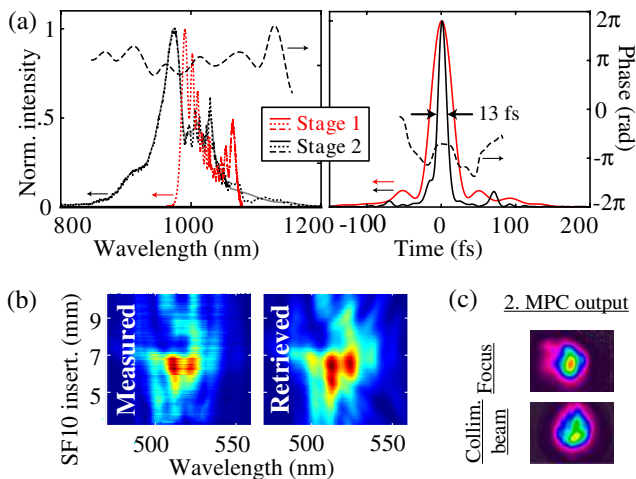 (a)
Norm. intensity
1
.5
0
800
1000
1200
Wavelength (nm)
Stage 1
Stage 2
13 fs
2π
π
0
-π
-2π
Phase (rad)
-100
0
100
200
Time (fs)
(b)
SF10 insert. (mm)
9
7
5
Measured
Retrieved
500
550
500
550
Wavelength (nm)
(c)
2. MPC output
Focus
Collim.
beam